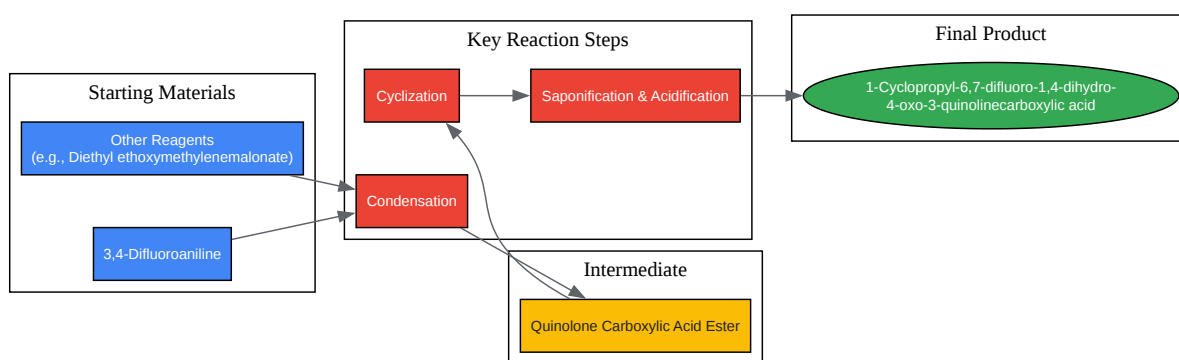 Starting Materials
Other Reagents
(e.g., Diethyl ethoxymethylenemalonate)
3,4-Difluoroaniline
Key Reaction Steps
Cyclization
Saponification & Acidification
Condensation
Intermediate
Quinolone Carboxylic Acid Ester
Final Product
1-Cyclopropyl-6,7-difluoro-1,4-dihydro-
4-oxo-3-quinolinecarboxylic acid